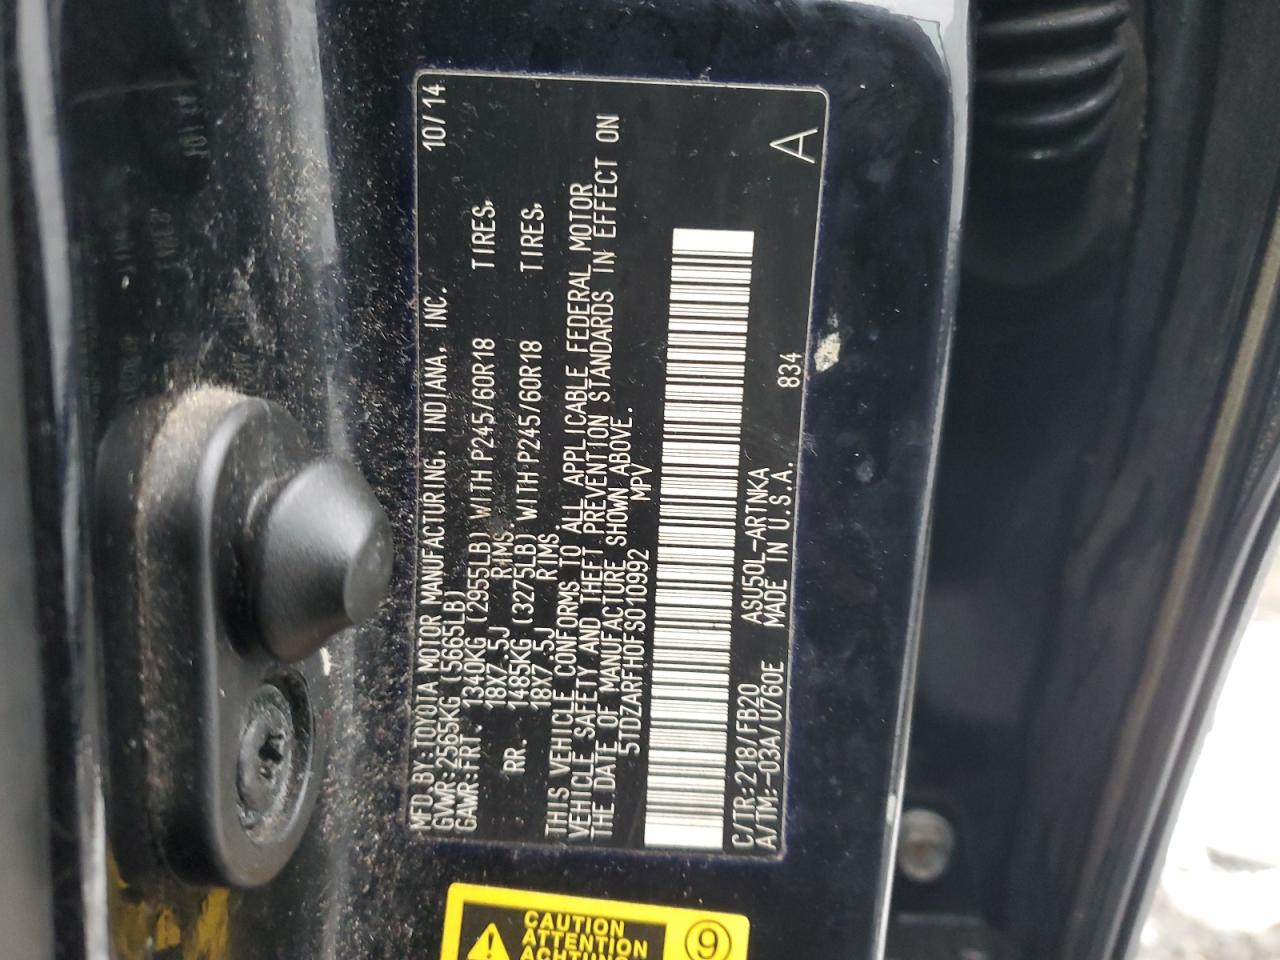 MFD.BY:TOYOTA MOTOR MANUFACTURING, INDIANA, INC. 10/14
GVWR:2565KG (5665LB)
GAWR:FRT. 1340KG (2955LB) WITH P245/60R18 TIRES,
18X7.5J RIMS.
RR. 1485KG (3275LB) WITH P245/60R18 TIRES,
18X7.5J RIMS.
THIS VEHICLE CONFORMS TO ALL APPLICABLE FEDERAL MOTOR
VEHICLE SAFETY AND THEFT PREVENTION STANDARDS IN EFFECT ON
THE DATE OF MANUFACTURE SHOWN ABOVE.
5TDZARFH0FS010992 MPV
C/TR:218/FB20 ASU50L-ARTNKA 834 A
A/TM:-03A/U760E MADE IN U.S.A.
CAUTION
ATTENTION
ACHTUNG
9